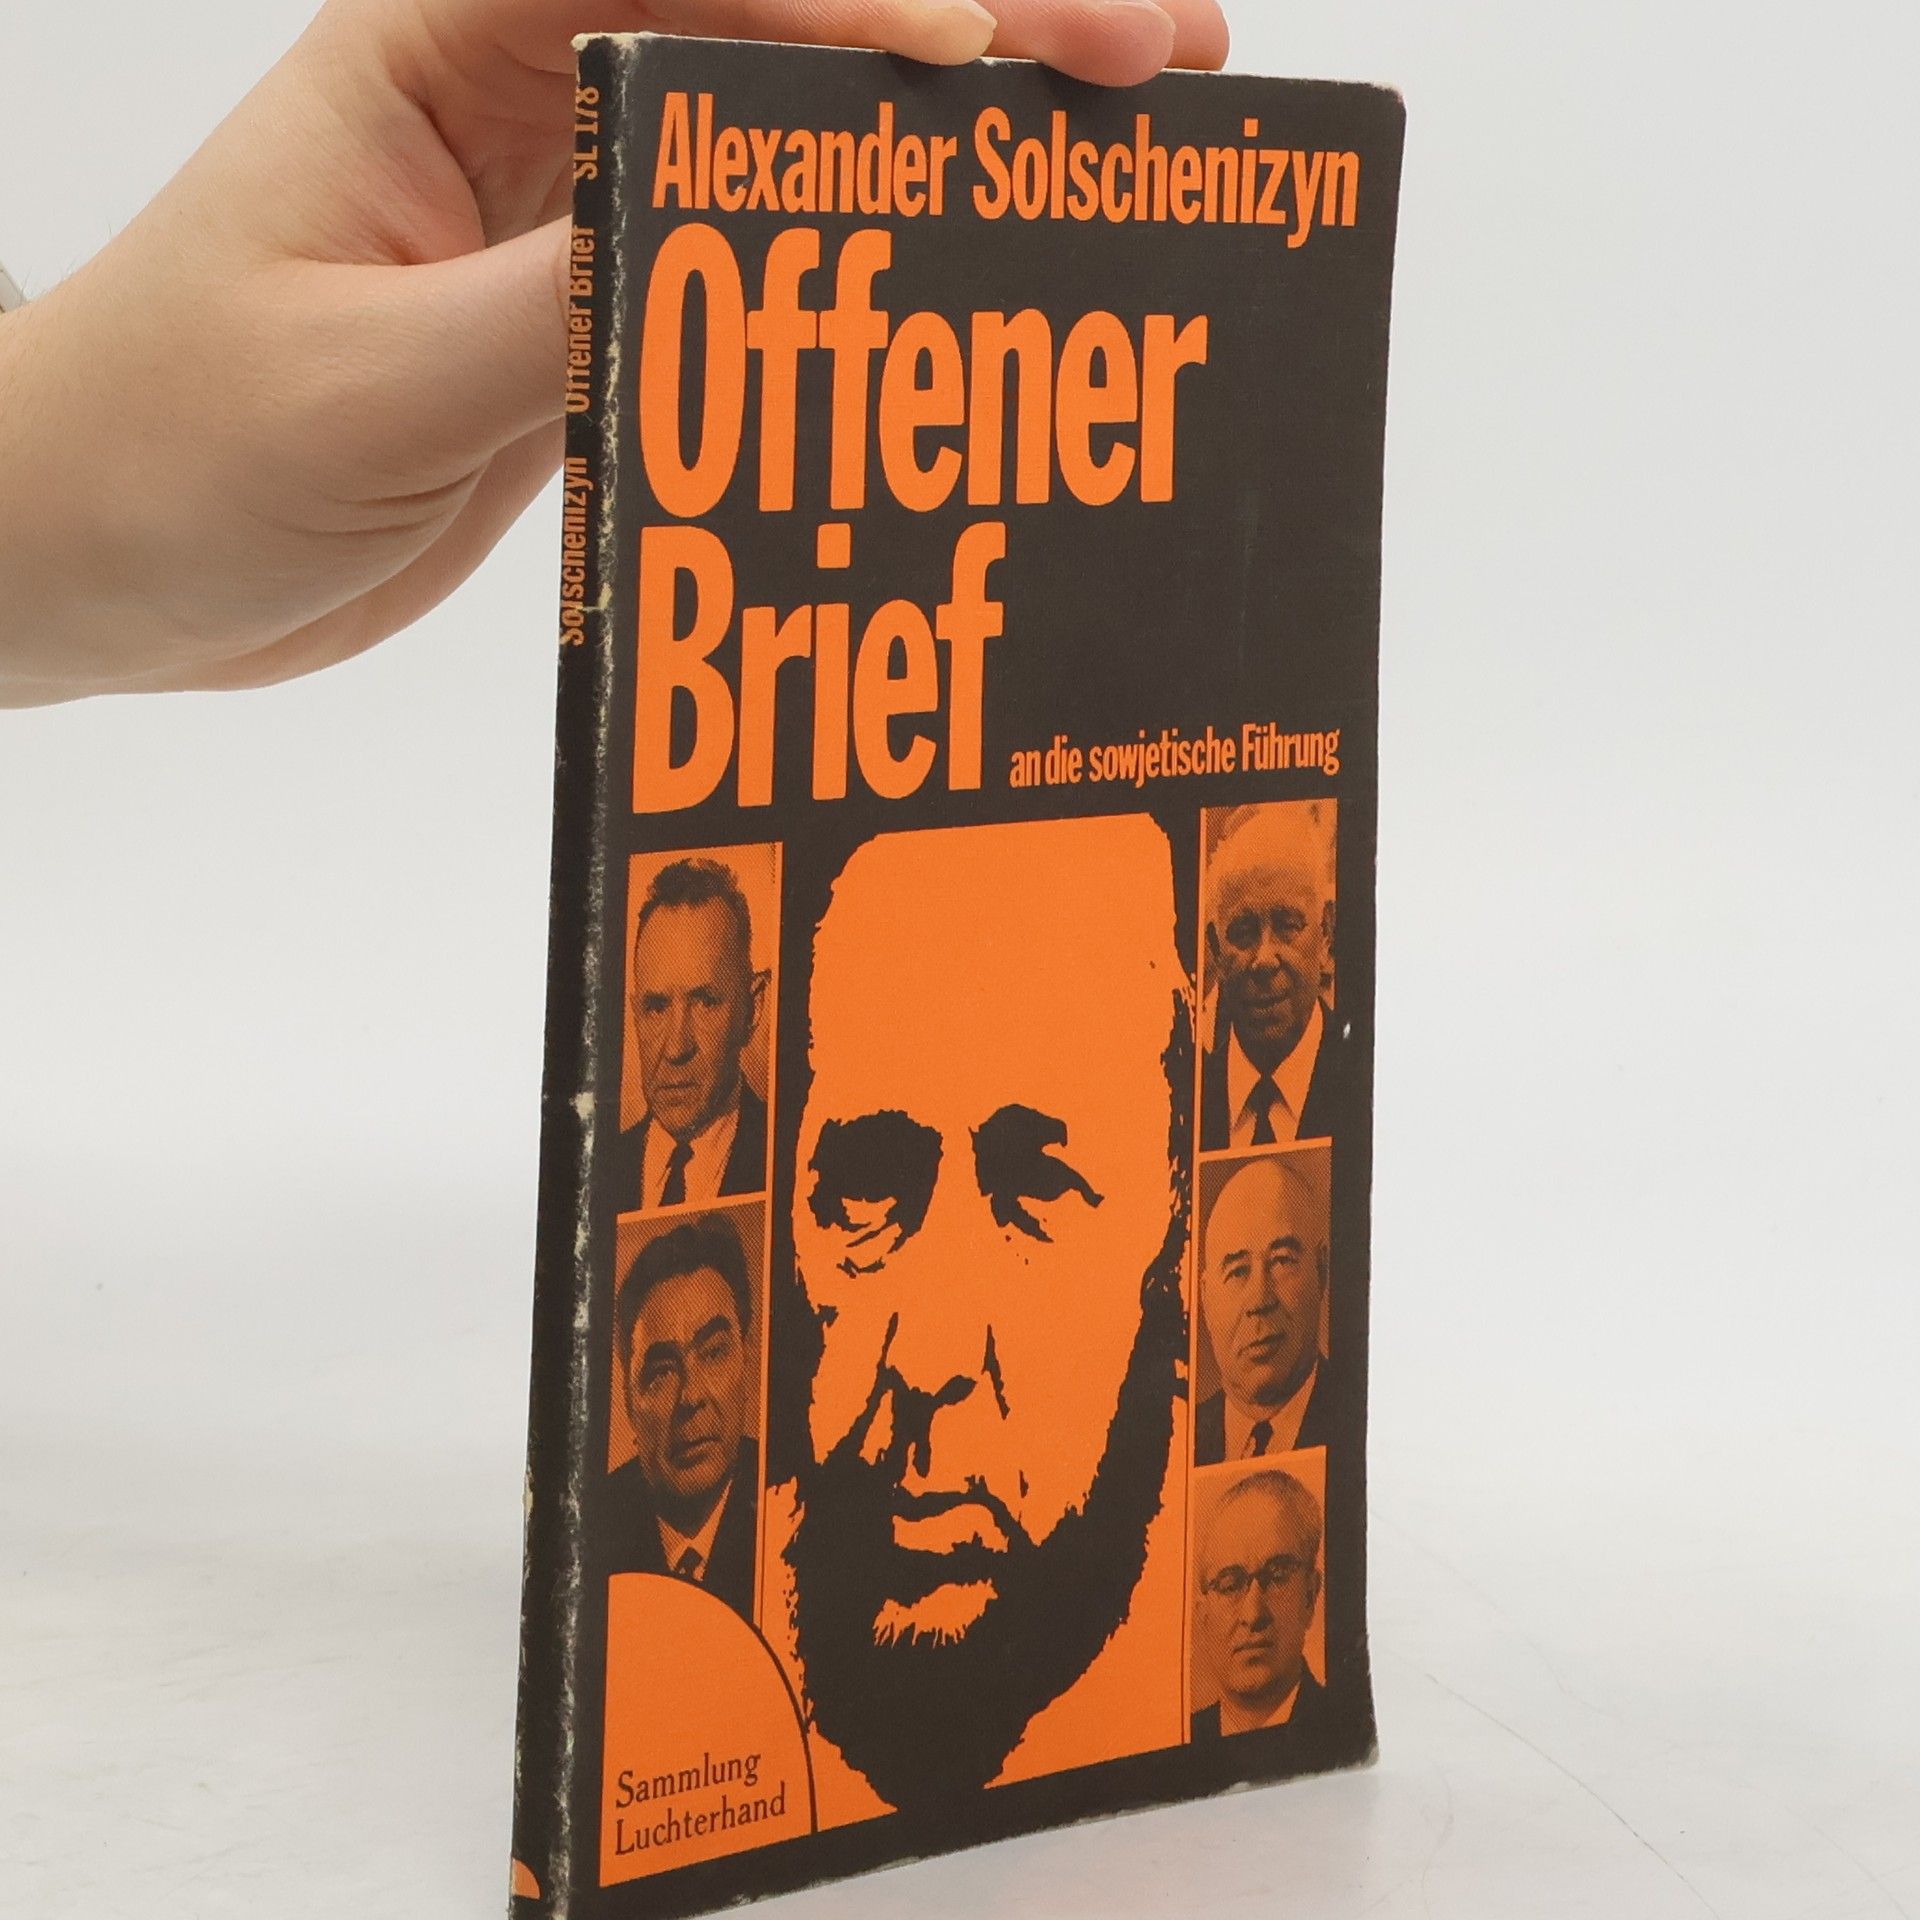 Alexander Solschenizyn
Offener
Brief
an die sowjetische Führung
Sammlung
Luchterhand
Solschenizyn Offener Brief SL 178